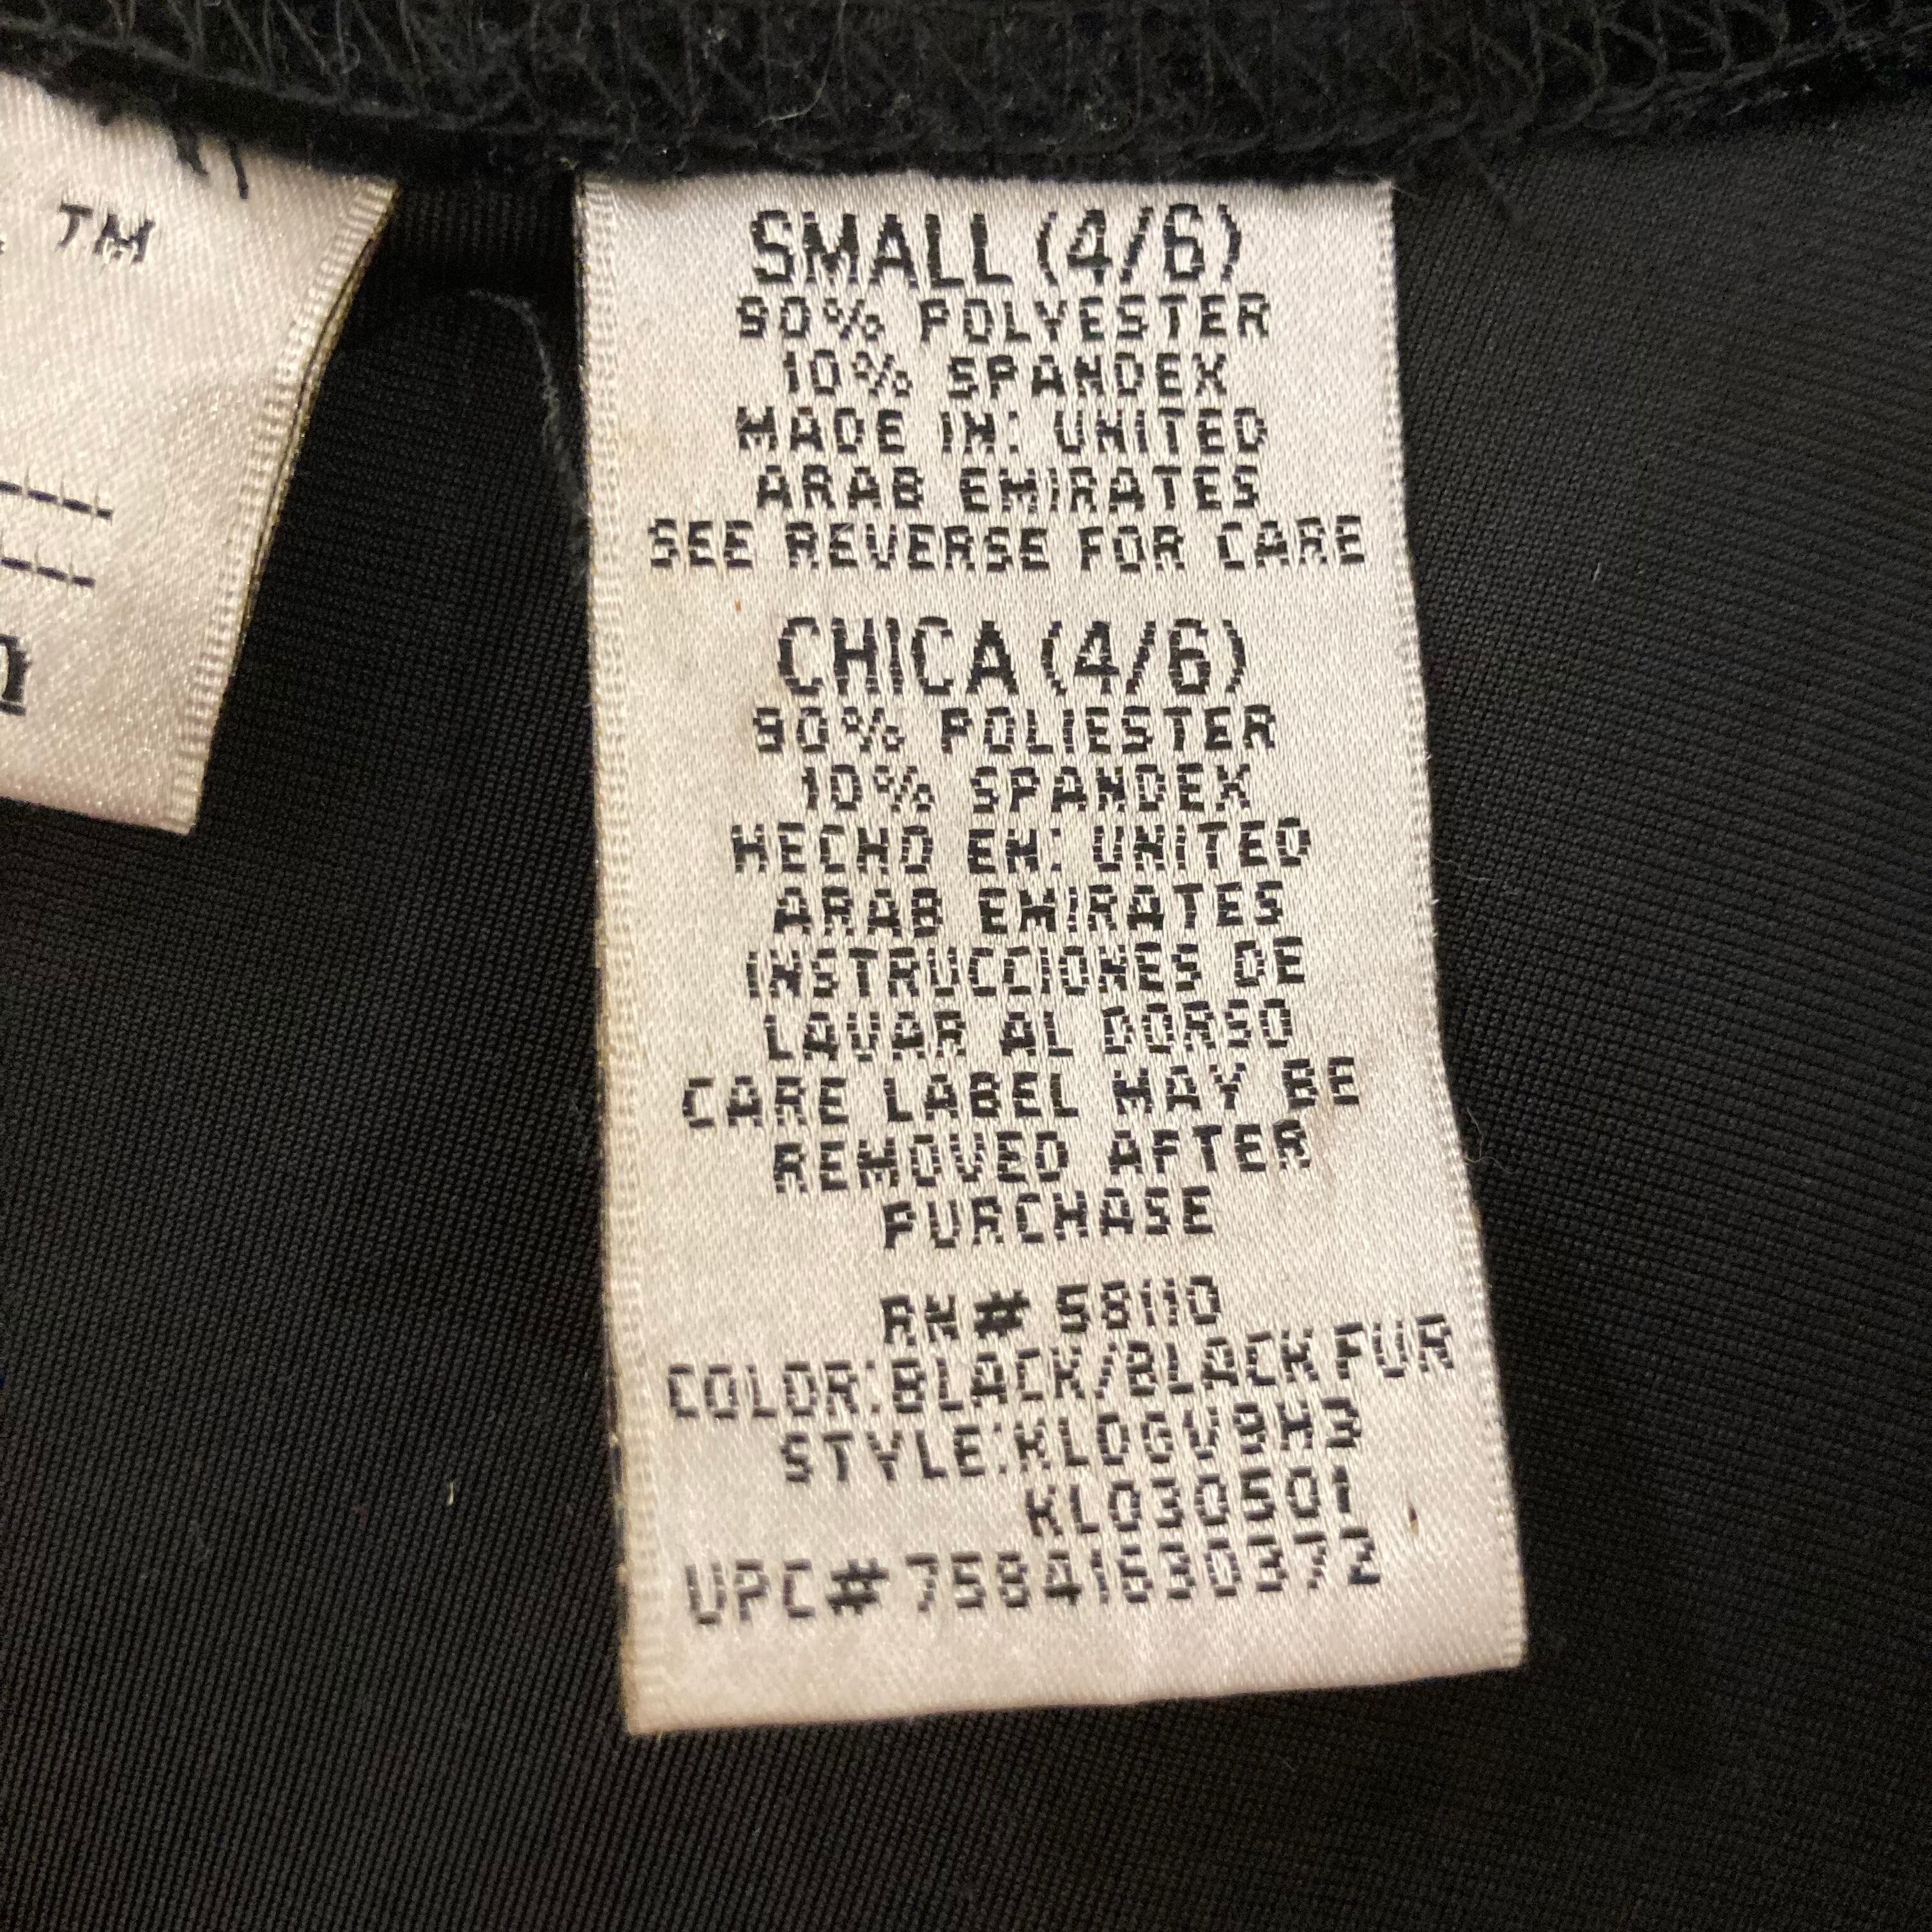 TM
SMALL (4/6)
90% POLYESTER
10% SPANDEX
MADE IN: UNITED
ARAB EMIRATES
SEE REVERSE FOR CARE
CHICA (4/6)
90% POLIESTER
10% SPANDEX
HECHO EN: UNITED
ARAB EMIRATES
INSTRUCCIONES DE
LAVAR AL DORSO
CARE LABEL MAY BE
REMOVED AFTER
PURCHASE
RN# 58110
COLOR:BLACK/BLACK FUR
STYLE:KLOGV9H3
KL030501
UPC# 75841630372